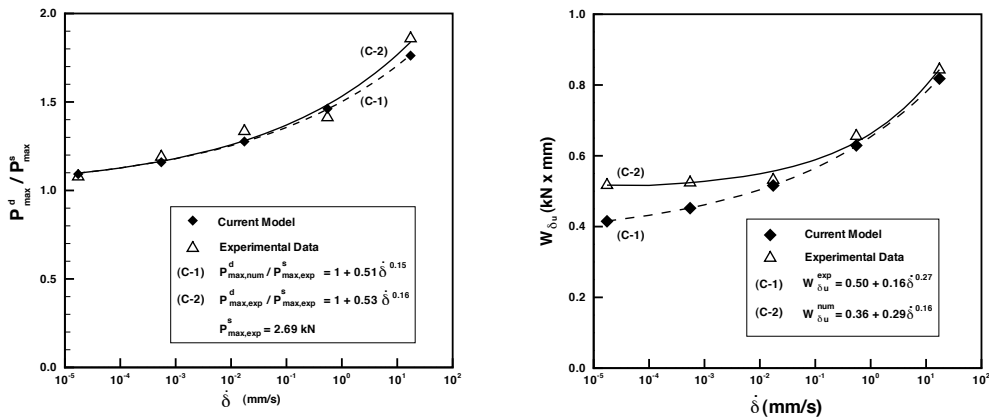 2.0
1.5
1.0
0.5
0.0
P^d_max / P^s_max
(C-2)
(C-1)
Current Model
Experimental Data
(C-1) P^d_max,num / P^s_max,exp = 1 + 0.51 δ̇^0.15
(C-2) P^d_max,exp / P^s_max,exp = 1 + 0.53 δ̇^0.16
P^s_max,exp = 2.69 kN
10^-5 10^-4 10^-3 10^-2 10^-1 10^0 10^1 10^2
δ̇ (mm/s)
1.0
0.8
0.6
0.4
0.2
0.0
W_δu (kN x mm)
(C-2)
(C-1)
Current Model
Experimental Data
(C-1) W^exp_δu = 0.50 + 0.16 δ̇^0.27
(C-2) W^num_δu = 0.36 + 0.29 δ̇^0.16
10^-5 10^-4 10^-3 10^-2 10^-1 10^0 10^1 10^2
δ̇ (mm/s)